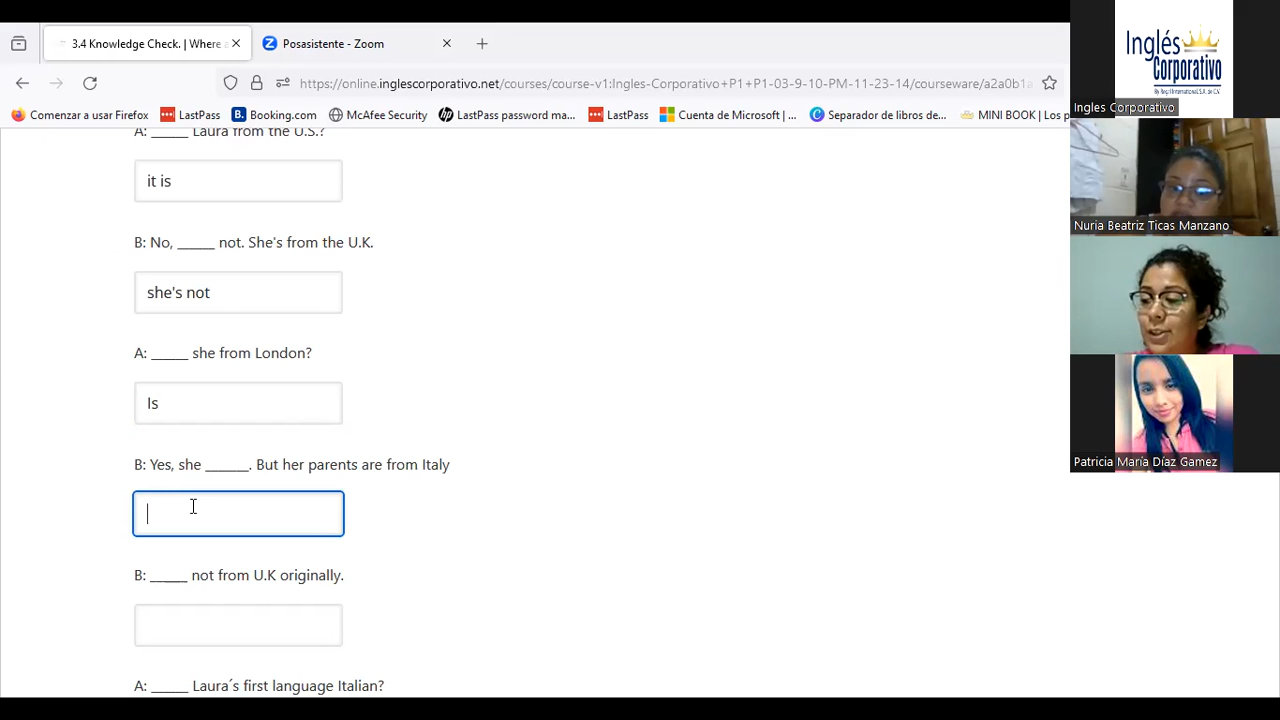 3.4 Knowledge Check. | Where a
Posasistente - Zoom
https://online.inglescorporativo.net/courses/course-v1:Ingles-Corporativo+P1+P1-03-9-10-PM-11-23-14/courseware/a2a0b1a
Comenzar a usar Firefox
LastPass
Booking.com
McAfee Security
LastPass password ma...
LastPass
Cuenta de Microsoft | ...
Separador de libros de...
MINI BOOK | Los p
A: _____ Laura from the U.S.?
it is
B: No, _____ not. She's from the U.K.
she's not
A: _____ she from London?
Is
B: Yes, she ______. But her parents are from Italy
B: _____ not from U.K originally.
A: _____ Laura´s first language Italian?
Inglés
Corporativo
Ingles Corporativo
Nuria Beatriz Ticas Manzano
Patricia María Díaz Gamez